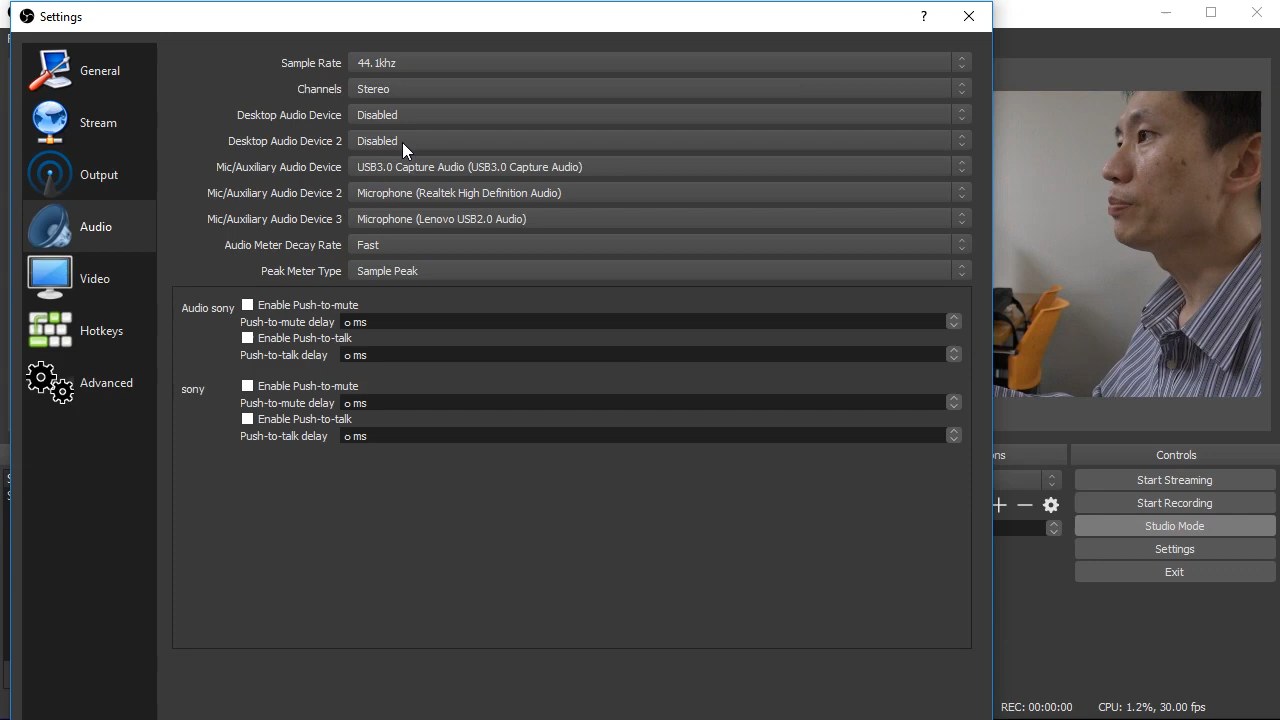 Settings
?
General
Stream
Output
Audio
Video
Hotkeys
Advanced
Sample Rate 44.1khz
Channels Stereo
Desktop Audio Device Disabled
Desktop Audio Device 2 Disabled
Mic/Auxiliary Audio Device USB3.0 Capture Audio (USB3.0 Capture Audio)
Mic/Auxiliary Audio Device 2 Microphone (Realtek High Definition Audio)
Mic/Auxiliary Audio Device 3 Microphone (Lenovo USB2.0 Audio)
Audio Meter Decay Rate Fast
Peak Meter Type Sample Peak
Audio sony Enable Push-to-mute
Push-to-mute delay 0 ms
Enable Push-to-talk
Push-to-talk delay 0 ms
sony Enable Push-to-mute
Push-to-mute delay 0 ms
Enable Push-to-talk
Push-to-talk delay 0 ms
ons
Controls
Start Streaming
Start Recording
Studio Mode
Settings
Exit
REC: 00:00:00 CPU: 1.2%, 30.00 fps